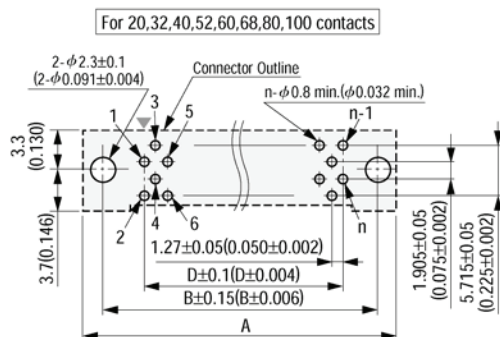 For 20,32,40,52,60,68,80,100 contacts
2-ϕ2.3±0.1
(2-ϕ0.091±0.004)
Connector Outline
n-ϕ0.8 min.(ϕ0.032 min.)
3
1
5
n-1
3.3
(0.130)
3.7(0.146)
2
4
6
n
1.27±0.05(0.050±0.002)
D±0.1(D±0.004)
B±0.15(B±0.006)
A
1.905±0.05
(0.075±0.002)
5.715±0.05
(0.225±0.002)